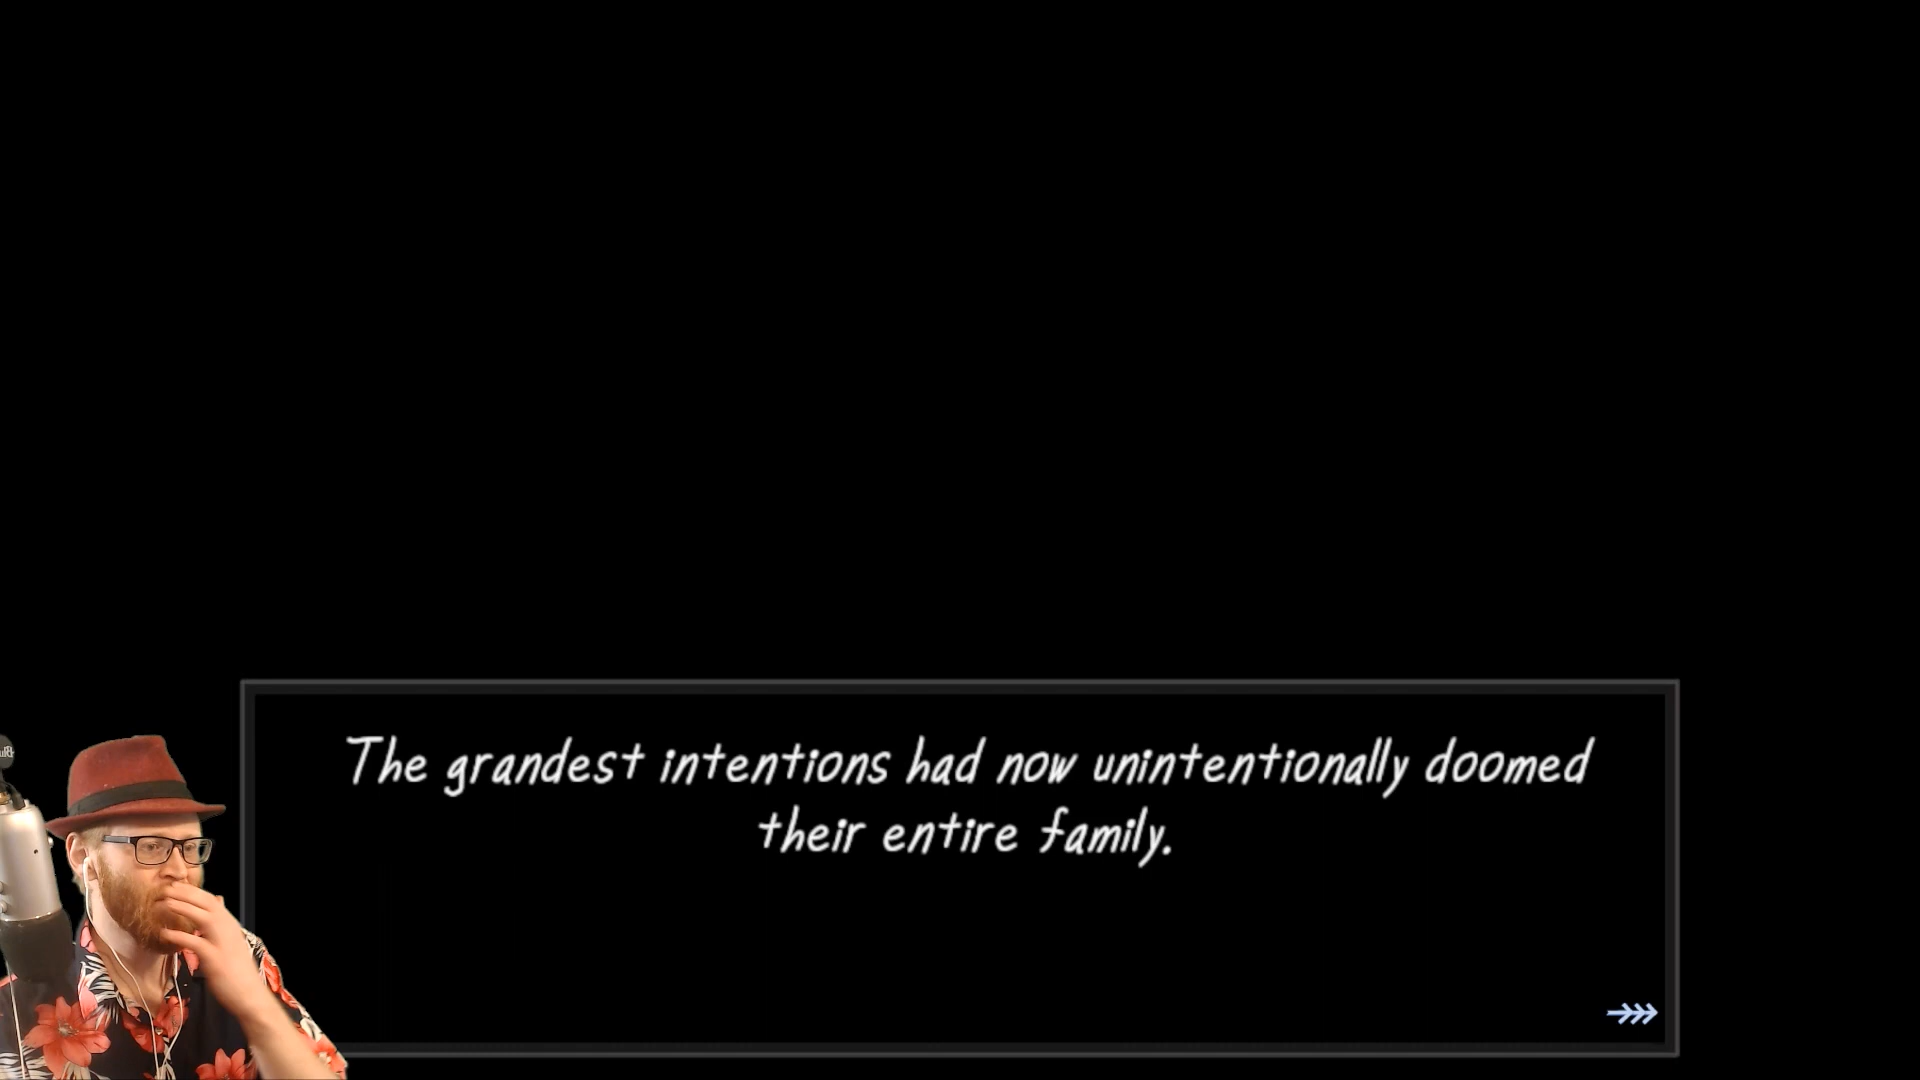 The grandest intentions had now unintentionally doomed
their entire family.